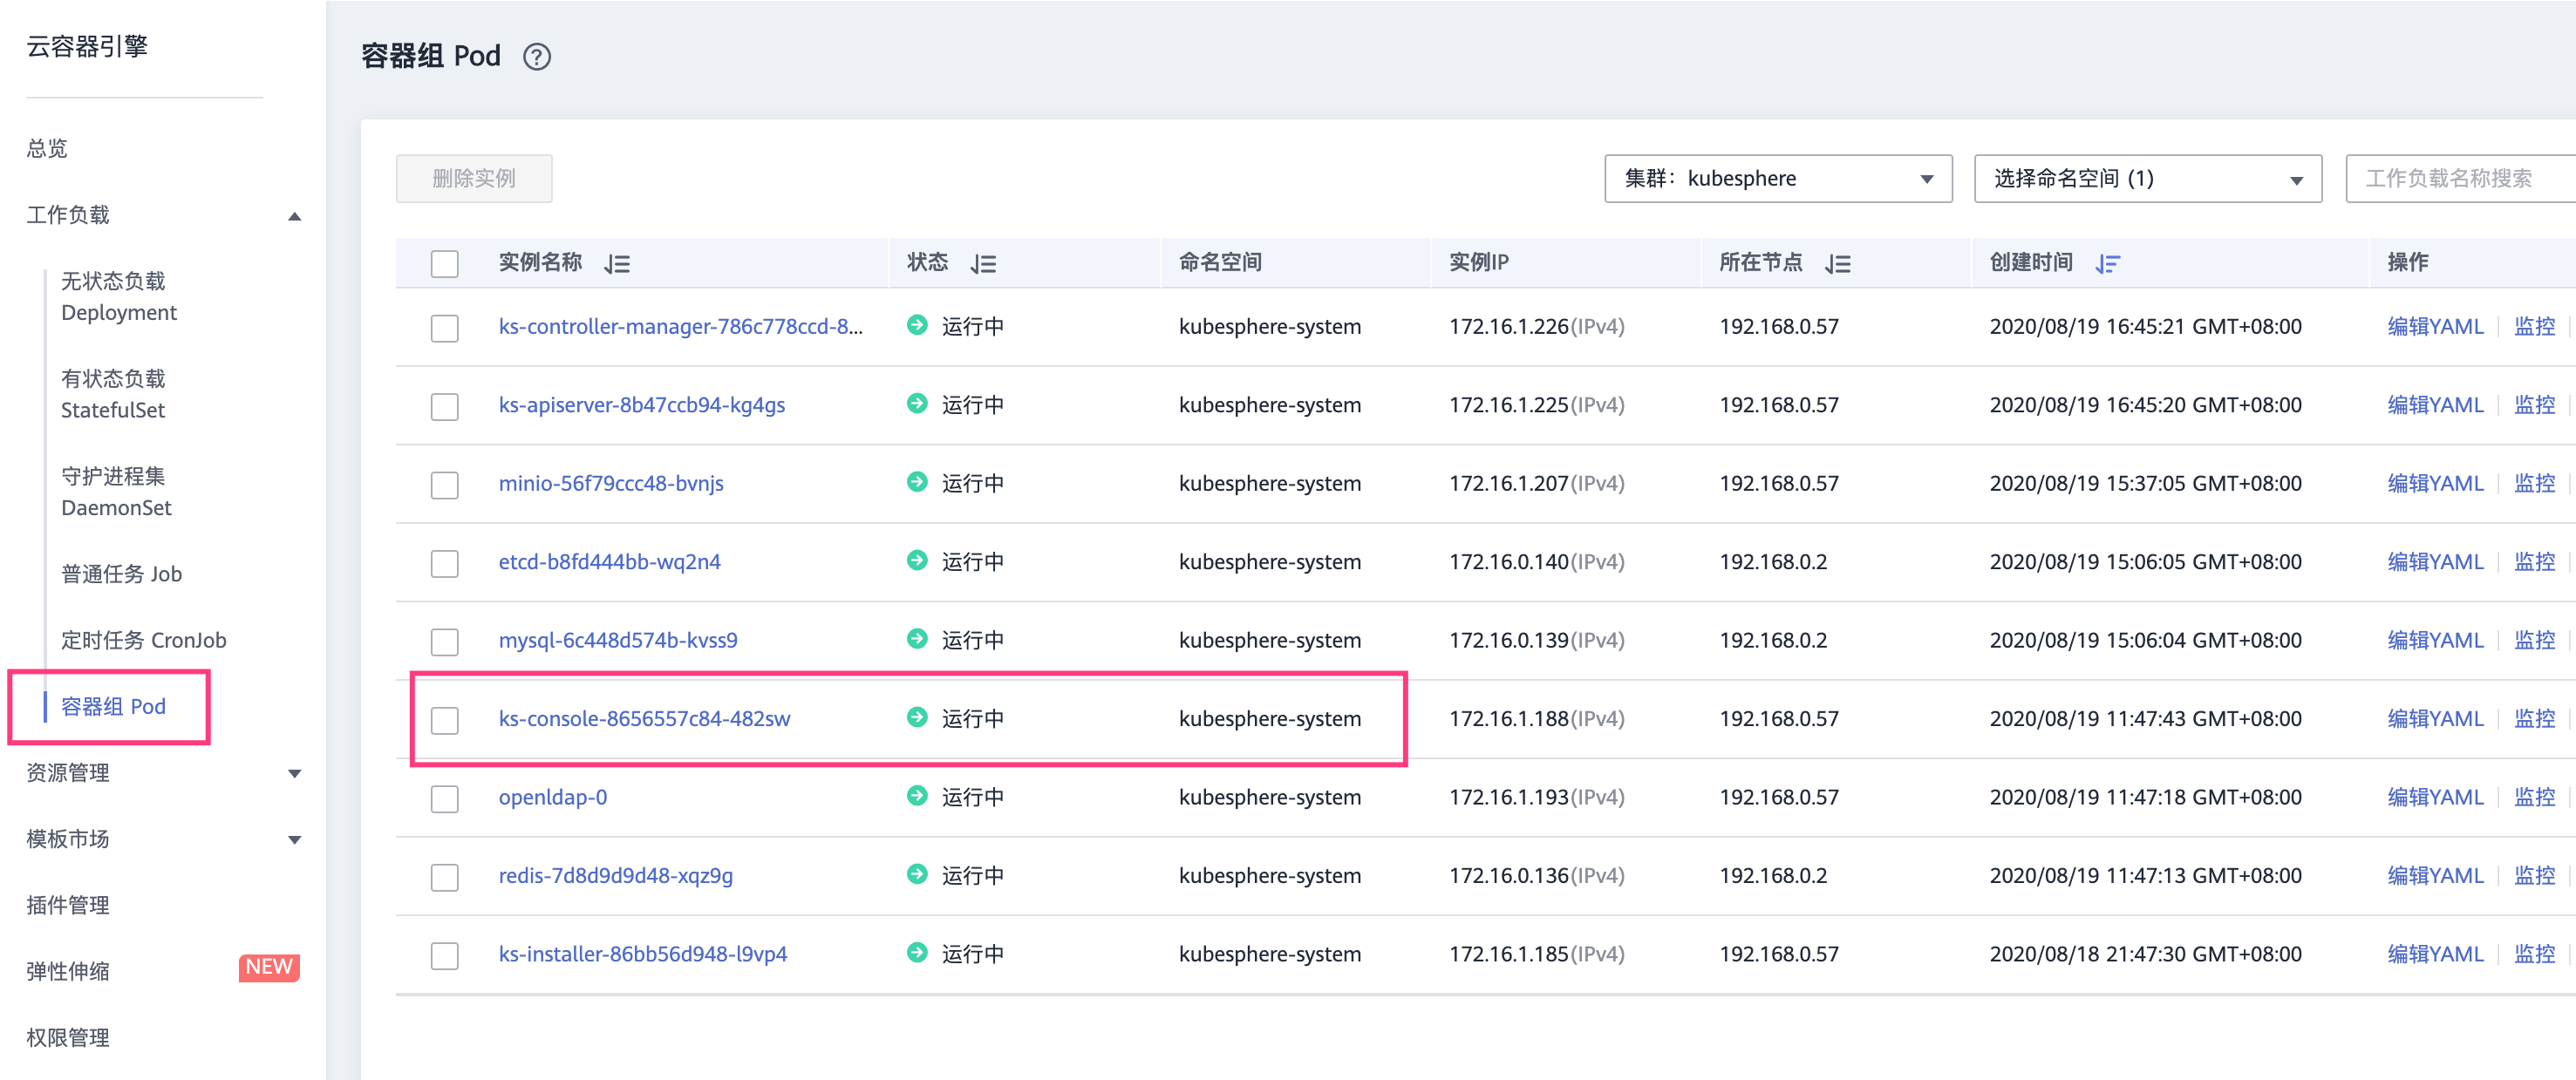 云容器引擎
总览
工作负载
无状态负载
Deployment
有状态负载
StatefulSet
守护进程集
DaemonSet
普通任务 Job
定时任务 CronJob
容器组 Pod
资源管理
模板市场
插件管理
弹性伸缩 NEW
权限管理
容器组 Pod ?
删除实例 集群：kubesphere 选择命名空间 (1) 工作负载名称搜索
实例名称 状态 命名空间 实例IP 所在节点 创建时间 操作
ks-controller-manager-786c778ccd-8... 运行中 kubesphere-system 172.16.1.226(IPv4) 192.168.0.57 2020/08/19 16:45:21 GMT+08:00 编辑YAML 监控
ks-apiserver-8b47ccb94-kg4gs 运行中 kubesphere-system 172.16.1.225(IPv4) 192.168.0.57 2020/08/19 16:45:20 GMT+08:00 编辑YAML 监控
minio-56f79ccc48-bvnjs 运行中 kubesphere-system 172.16.1.207(IPv4) 192.168.0.57 2020/08/19 15:37:05 GMT+08:00 编辑YAML 监控
etcd-b8fd444bb-wq2n4 运行中 kubesphere-system 172.16.0.140(IPv4) 192.168.0.2 2020/08/19 15:06:05 GMT+08:00 编辑YAML 监控
mysql-6c448d574b-kvss9 运行中 kubesphere-system 172.16.0.139(IPv4) 192.168.0.2 2020/08/19 15:06:04 GMT+08:00 编辑YAML 监控
ks-console-8656557c84-482sw 运行中 kubesphere-system 172.16.1.188(IPv4) 192.168.0.57 2020/08/19 11:47:43 GMT+08:00 编辑YAML 监控
openldap-0 运行中 kubesphere-system 172.16.1.193(IPv4) 192.168.0.57 2020/08/19 11:47:18 GMT+08:00 编辑YAML 监控
redis-7d8d9d9d48-xqz9g 运行中 kubesphere-system 172.16.0.136(IPv4) 192.168.0.2 2020/08/19 11:47:13 GMT+08:00 编辑YAML 监控
ks-installer-86bb56d948-l9vp4 运行中 kubesphere-system 172.16.1.185(IPv4) 192.168.0.57 2020/08/18 21:47:30 GMT+08:00 编辑YAML 监控